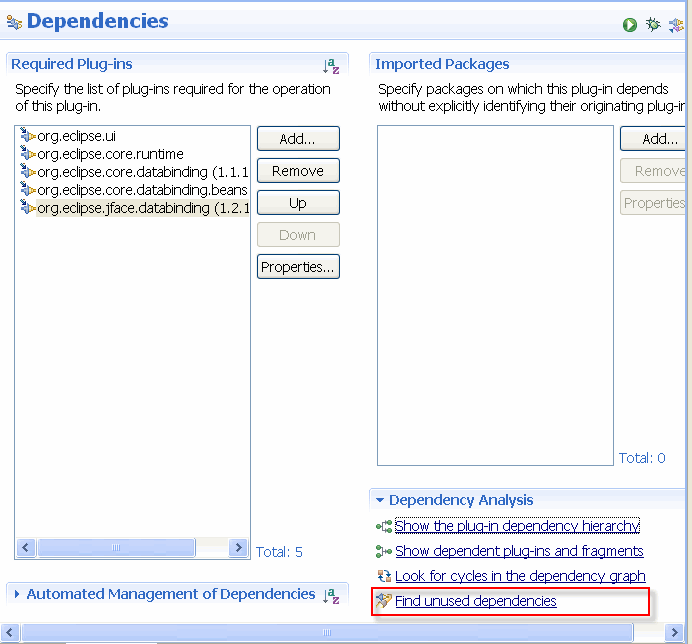 Dependencies
Required Plug-ins
Specify the list of plug-ins required for the operation
of this plug-in.
org.eclipse.ui
org.eclipse.core.runtime
org.eclipse.core.databinding (1.1.1
org.eclipse.core.databinding.beans
org.eclipse.jface.databinding (1.2.1
Add...
Remove
Up
Down
Properties...
Total: 5
Automated Management of Dependencies
Imported Packages
Specify packages on which this plug-in depends
without explicitly identifying their originating plug-in
Add...
Remove
Properties
Total: 0
Dependency Analysis
Show the plug-in dependency hierarchy
Show dependent plug-ins and fragments
Look for cycles in the dependency graph
Find unused dependencies